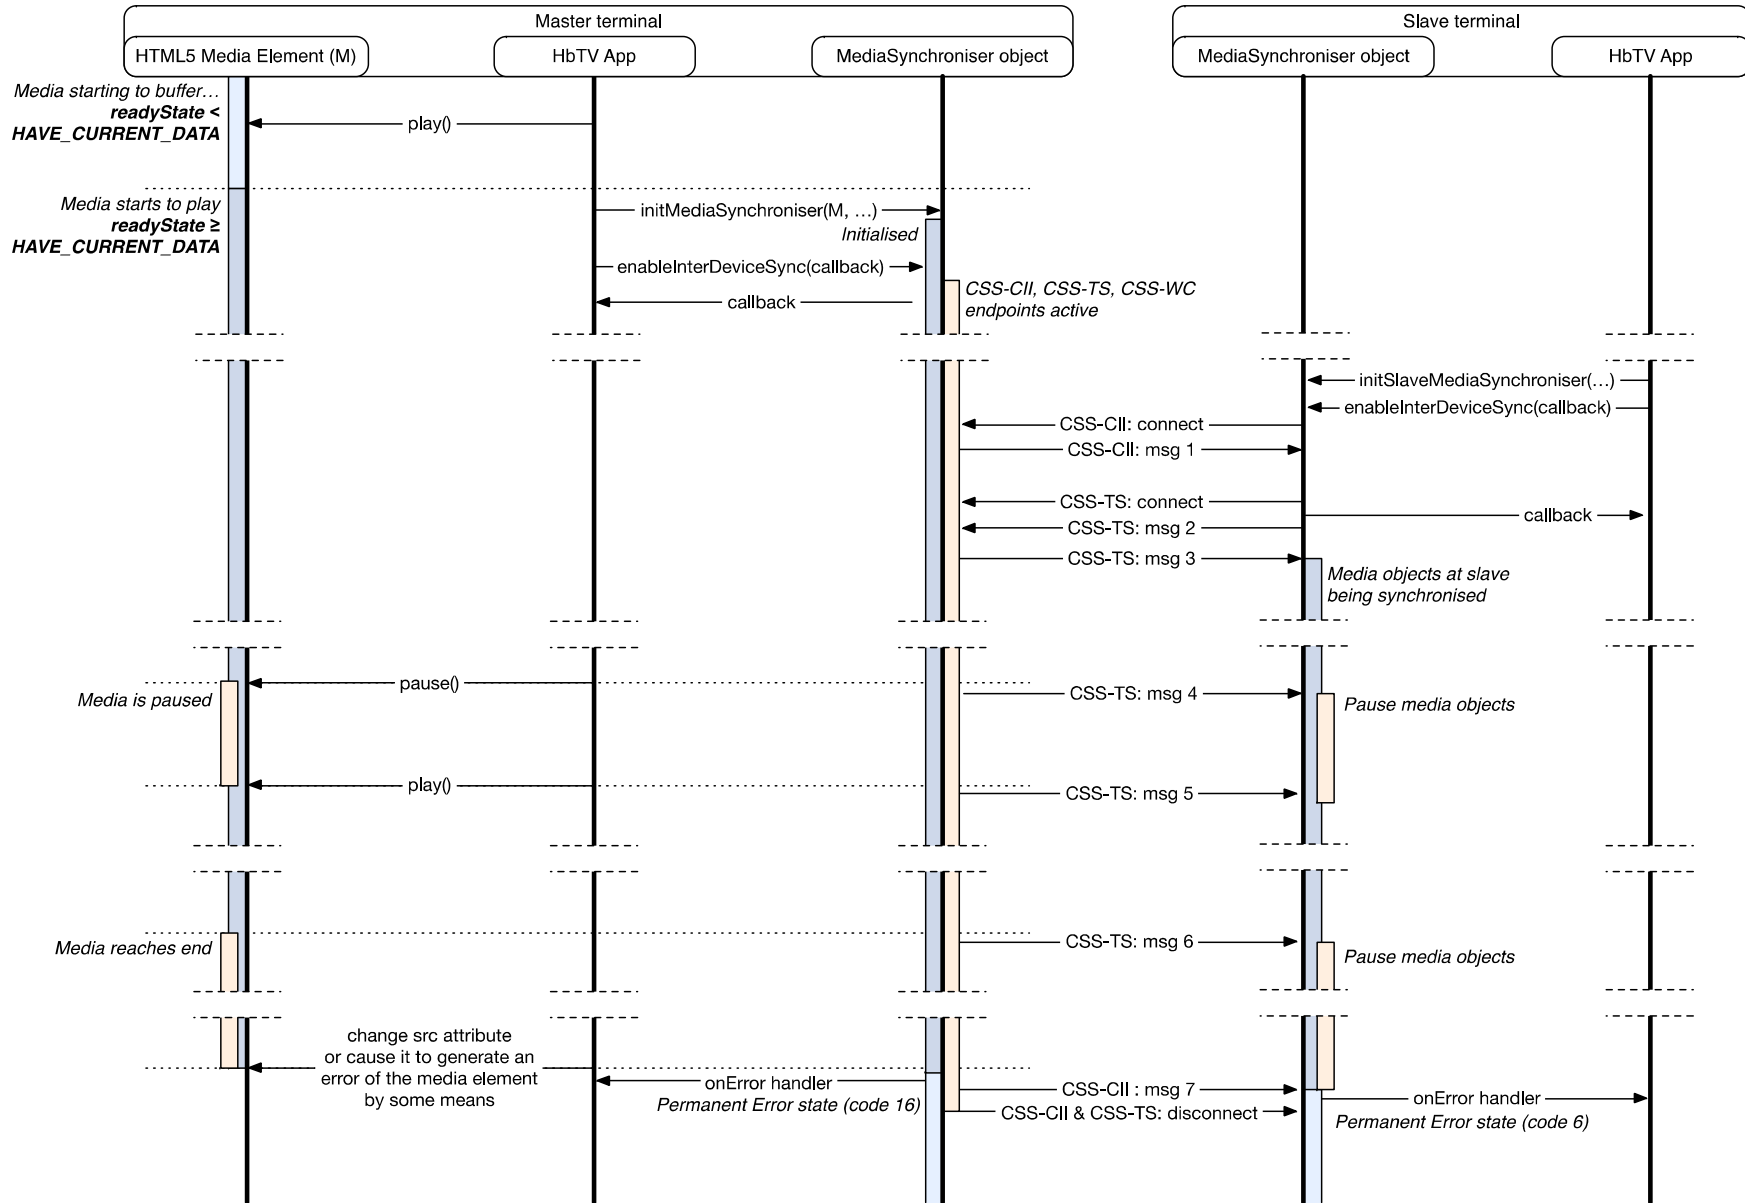 Master terminal
Slave terminal
HTML5 Media Element (M)
HbTV App
MediaSynchroniser object
MediaSynchroniser object
HbTV App
Media starting to buffer…
readyState <
HAVE_CURRENT_DATA
play()
Media starts to play
readyState ≥
HAVE_CURRENT_DATA
initMediaSynchroniser(M, …)
Initialised
enableInterDeviceSync(callback)
callback
CSS-CII, CSS-TS, CSS-WC
endpoints active
initSlaveMediaSynchroniser(…)
enableInterDeviceSync(callback)
CSS-CII: connect
CSS-CII: msg 1
CSS-TS: connect
callback
CSS-TS: msg 2
CSS-TS: msg 3
Media objects at slave
being synchronised
pause()
Media is paused
CSS-TS: msg 4
Pause media objects
play()
CSS-TS: msg 5
Media reaches end
CSS-TS: msg 6
Pause media objects
change src attribute
or cause it to generate an
error of the media element
by some means
onError handler
Permanent Error state (code 16)
CSS-CII : msg 7
CSS-CII & CSS-TS: disconnect
onError handler
Permanent Error state (code 6)